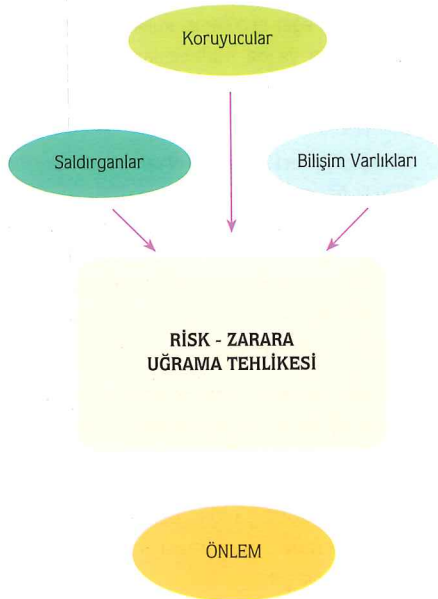 Koruyucular
Saldırganlar
Bilişim Varlıkları
RİSK - ZARARA
UĞRAMA TEHLİKESİ
ÖNLEM